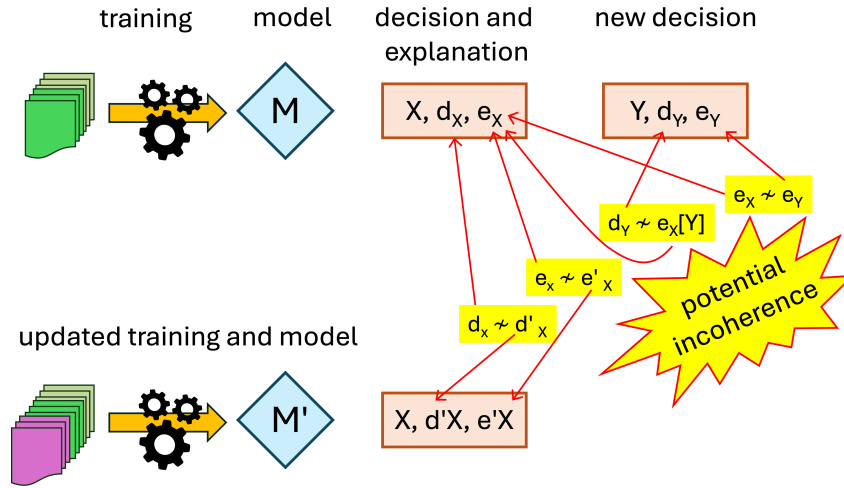 training
model
decision and
explanation
new decision
M
X, dX, eX
Y, dY, eY
eX ≁ eY
dY ≁ eX[Y]
ex ≁ e' X
dx ≁ d' X
potential
incoherence
updated training and model
M'
X, d'X, e'X